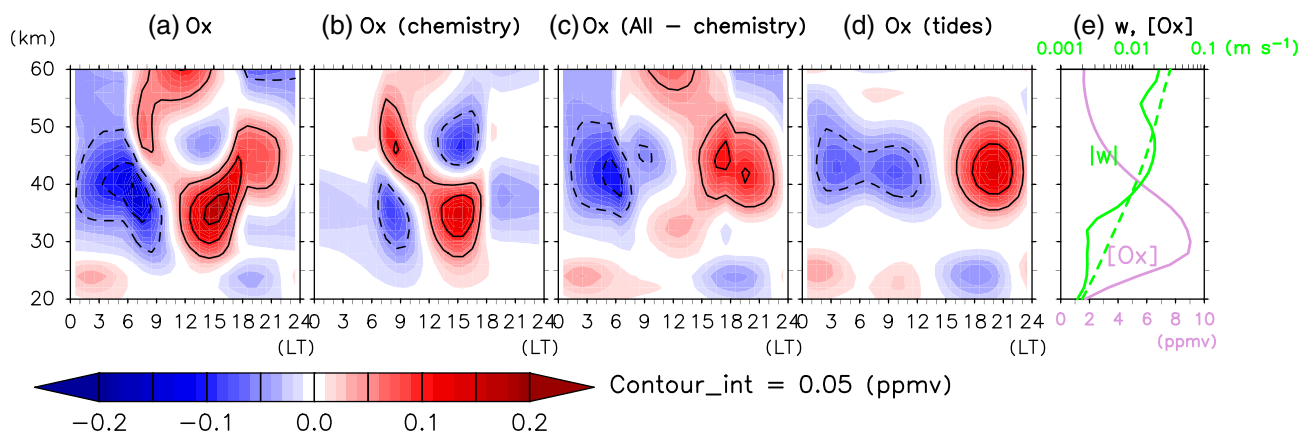 (a) Ox (b) Ox (chemistry) (c) Ox (All − chemistry) (d) Ox (tides) (e) w, [Ox]
(km) 0.001 0.01 0.1 (m s⁻¹)
60
50
|w|
40
30
[Ox]
20
0 3 6 9 12 15 18 21 24 0 3 6 9 12 15 18 21 24 0 3 6 9 12 15 18 21 24 0 3 6 9 12 15 18 21 24 0 2 4 6 8 10
(LT) (LT) (LT) (LT) (ppmv)
Contour_int = 0.05 (ppmv)
−0.2 −0.1 0.0 0.1 0.2